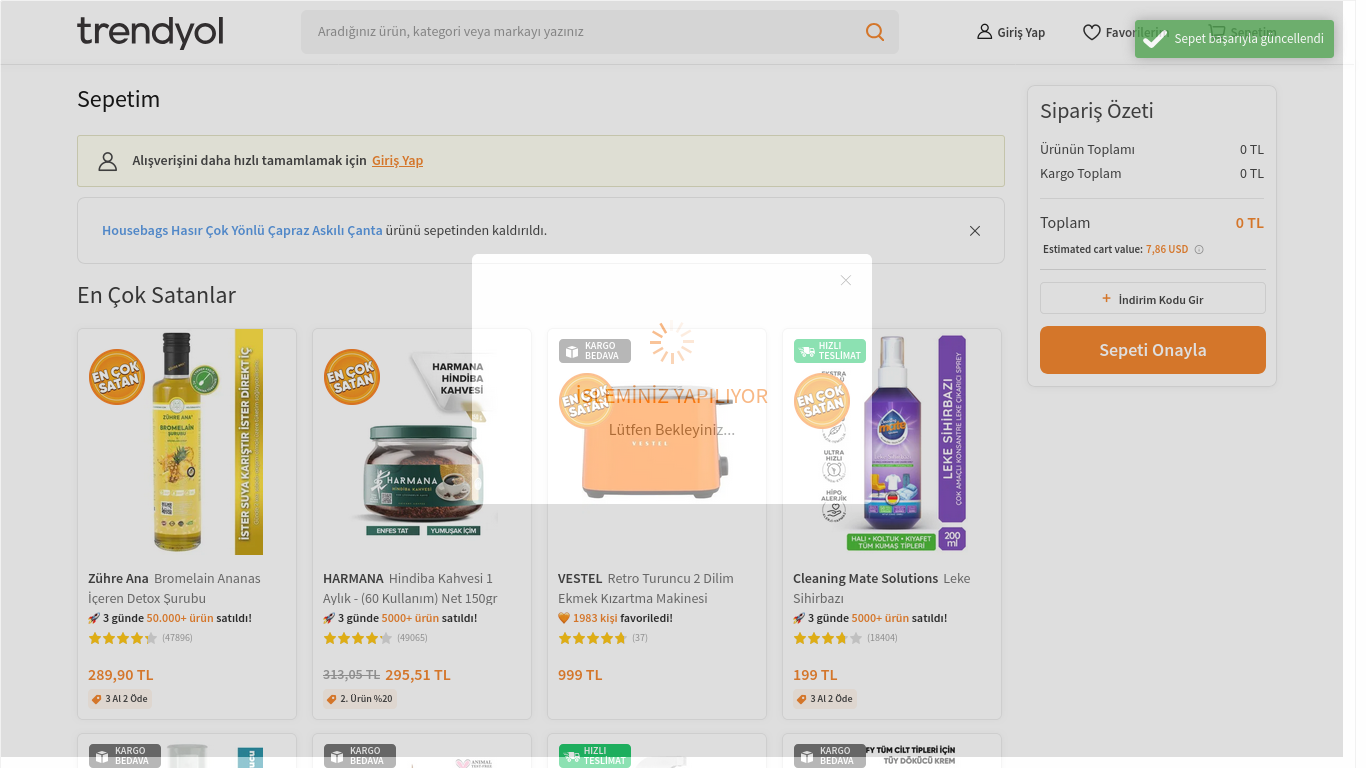 trendyol
Aradığınız ürün, kategori veya markayı yazınız
Giriş Yap
Favorilerim
Sepetim
Sepet başarıyla güncellendi
Sepetim
Alışverişini daha hızlı tamamlamak için Giriş Yap
Housebags Hasır Çok Yönlü Çapraz Askılı Çanta ürünü sepetinden kaldırıldı.
Sipariş Özeti
Ürünün Toplamı 0 TL
Kargo Toplam 0 TL
Toplam 0 TL
Estimated cart value: 7,86 USD
+ İndirim Kodu Gir
Sepeti Onayla
İŞLEMİNİZ YAPILIYOR
Lütfen Bekleyiniz...
En Çok Satanlar
EN ÇOK
SATAN
ZÜHRE ANA
BROMELAIN
ŞURUBU
İSTER SUYA KARIŞTIR İSTER DİREKT İÇ
Zühre Ana Bromelain Ananas
İçeren Detox Şurubu
3 günde 50.000+ ürün satıldı!
(47896)
289,90 TL
3 Al 2 Öde
EN ÇOK
SATAN
HARMANA
HİNDİBA
KAHVESİ
HARMANA
HİNDİBA KAHVESİ
ENFES TAT
YUMUŞAK İÇİM
HARMANA Hindiba Kahvesi 1
Aylık - (60 Kullanım) Net 150gr
3 günde 5000+ ürün satıldı!
(49065)
313,05 TL 295,51 TL
2. Ürün %20
KARGO
BEDAVA
EN ÇOK
SATAN
VESTEL
VESTEL Retro Turuncu 2 Dilim
Ekmek Kızartma Makinesi
1983 kişi favoriledi!
(37)
999 TL
HIZLI
TESLİMAT
EN ÇOK
SATAN
EKSTRA
ULTRA
HIZLI
HİPO
ALERJİK
mate
LEKE SİHİRBAZI
ÇOK AMAÇLI KONSANTRE LEKE ÇIKARICI SPREY
HALI • KOLTUK • KIYAFET
TÜM KUMAŞ TİPLERİ
200
ml
Cleaning Mate Solutions Leke
Sihirbazı
3 günde 5000+ ürün satıldı!
(18404)
199 TL
3 Al 2 Öde
KARGO
BEDAVA
KARGO
BEDAVA
HIZLI
TESLİMAT
KARGO
BEDAVA
TÜM CİLT TİPLERİ İÇİN
TÜY DÖKÜCÜ KREM